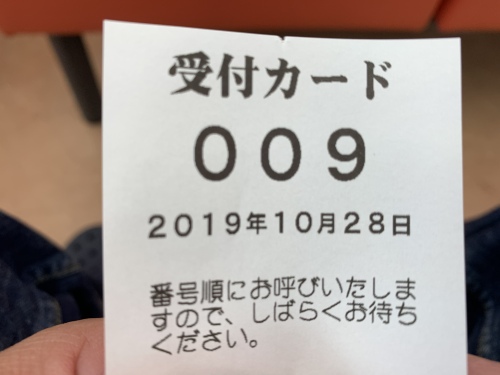 受付カード
009
2019年10月28日
番号順にお呼びいたしま
すので、しばらくお待ち
ください。